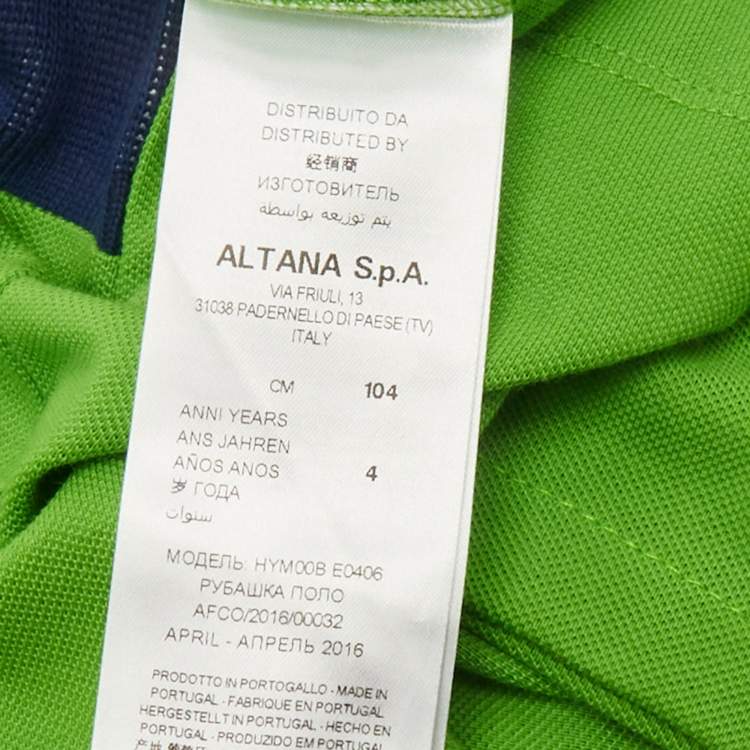 DISTRIBUITO DA
DISTRIBUTED BY
经销商
ИЗГОТОВИТЕЛЬ
يتم توزيعه بواسطة
ALTANA S.p.A.
VIA FRIULI, 13
31038 PADERNELLO DI PAESE (TV)
ITALY
CM 104
ANNI YEARS
ANS JAHREN
AÑOS ANOS 4
岁 ГОДА
سنوات
МОДЕЛЬ: HYM00B E0406
РУБАШКА ПОЛО
AFCO/2016/00032
APRIL - АПРЕЛЬ 2016
PRODOTTO IN PORTOGALLO - MADE IN
PORTUGAL - FABRIQUE EN PORTUGAL
HERGESTELLT IN PORTUGAL - HECHO EN
PORTUGAL - PRODUZIDO EM PORTUGAL
产地